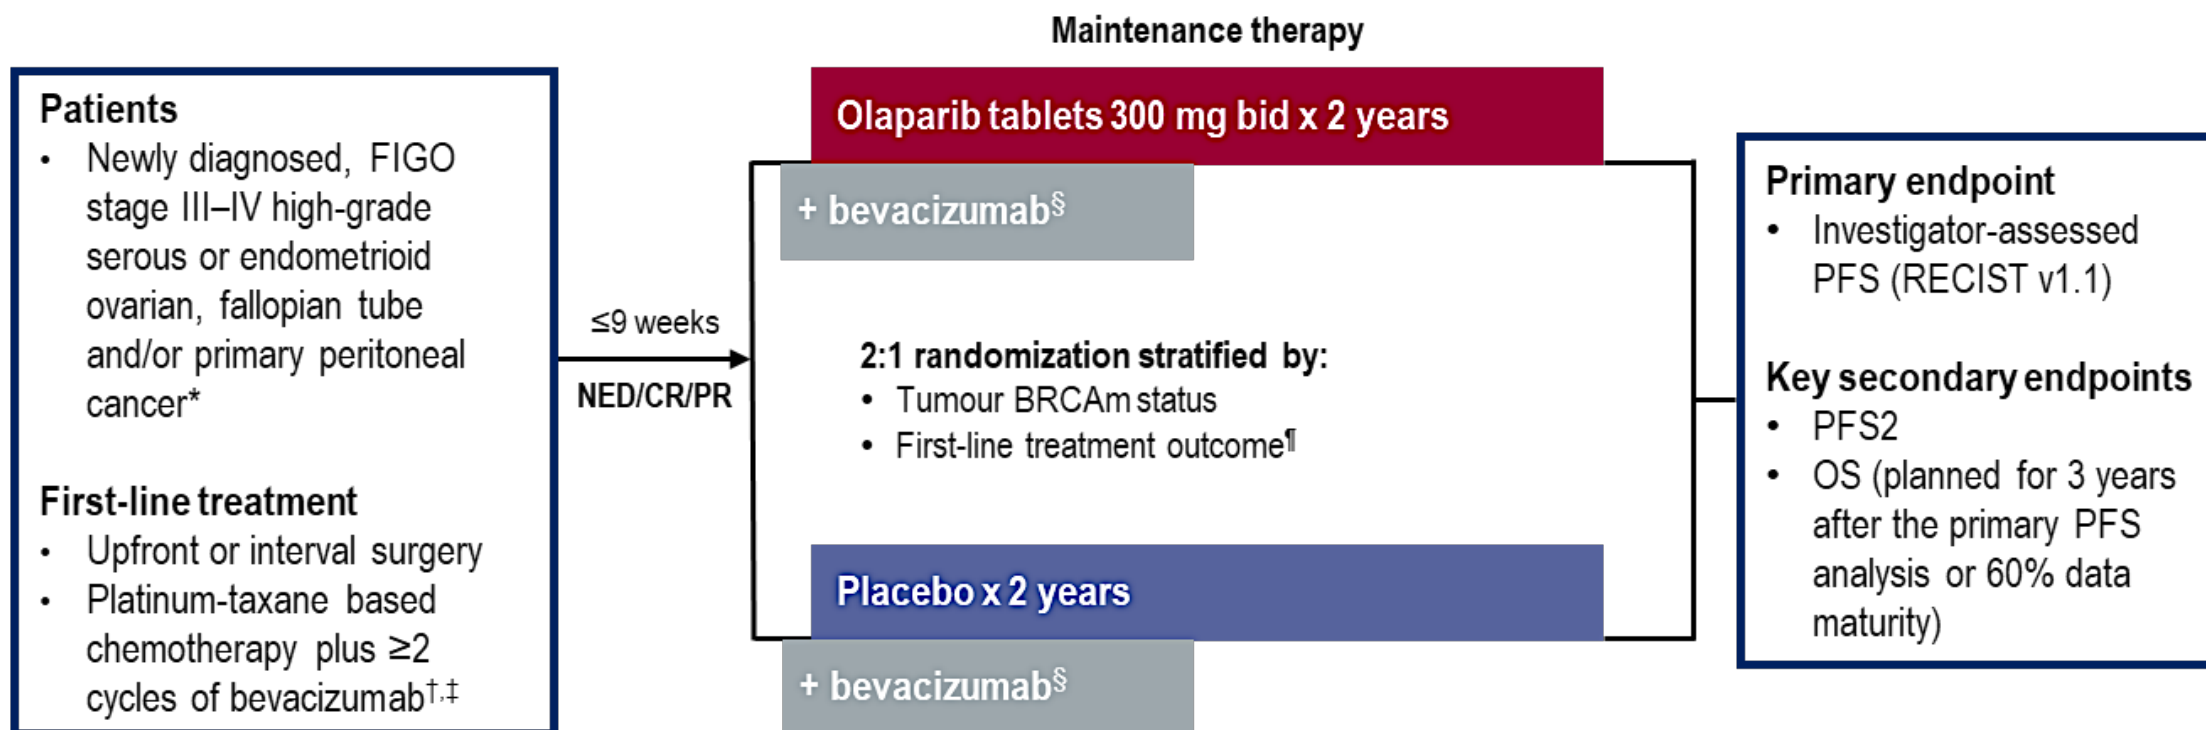 Maintenance therapy
Patients
• Newly diagnosed, FIGO
stage III–IV high-grade
serous or endometrioid
ovarian, fallopian tube
and/or primary peritoneal
cancer*
First-line treatment
• Upfront or interval surgery
• Platinum-taxane based
chemotherapy plus ≥2
cycles of bevacizumab†,‡
≤9 weeks
NED/CR/PR
Olaparib tablets 300 mg bid x 2 years
+ bevacizumab§
2:1 randomization stratified by:
• Tumour BRCAm status
• First-line treatment outcome¶
Placebo x 2 years
+ bevacizumab§
Primary endpoint
• Investigator-assessed
PFS (RECIST v1.1)
Key secondary endpoints
• PFS2
• OS (planned for 3 years
after the primary PFS
analysis or 60% data
maturity)